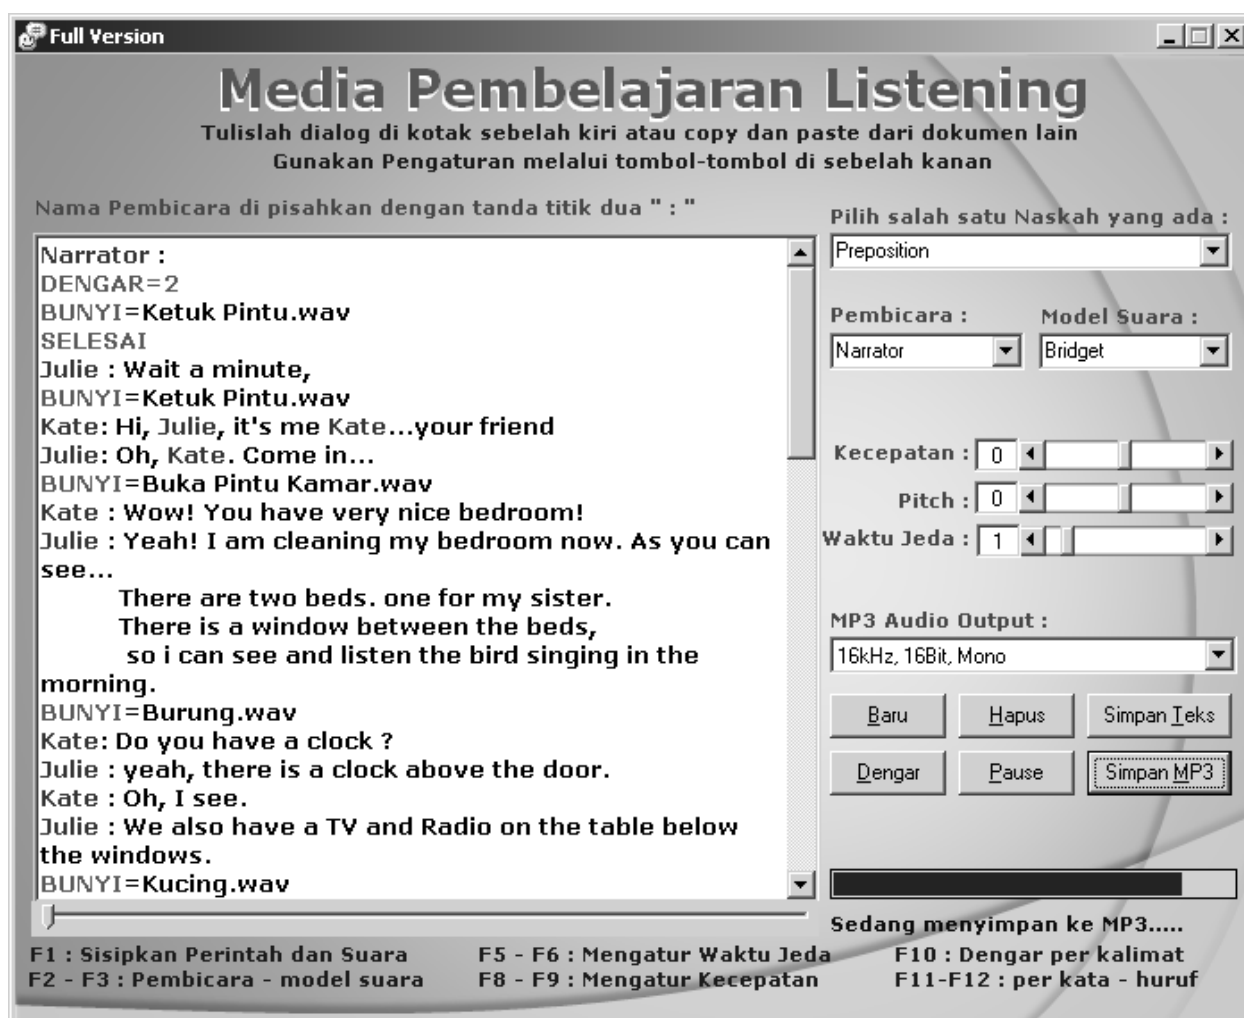 Full Version
Media Pembelajaran Listening
Tulislah dialog di kotak sebelah kiri atau copy dan paste dari dokumen lain
Gunakan Pengaturan melalui tombol-tombol di sebelah kanan
Nama Pembicara di pisahkan dengan tanda titik dua " : "
Narrator :
DENGAR=2
BUNYI=Ketuk Pintu.wav
SELESAI
Julie : Wait a minute,
BUNYI=Ketuk Pintu.wav
Kate: Hi, Julie, it's me Kate...your friend
Julie: Oh, Kate. Come in...
BUNYI=Buka Pintu Kamar.wav
Kate : Wow! You have very nice bedroom!
Julie : Yeah! I am cleaning my bedroom now. As you can
see...
There are two beds. one for my sister.
There is a window between the beds,
so i can see and listen the bird singing in the
morning.
BUNYI=Burung.wav
Kate: Do you have a clock ?
Julie : yeah, there is a clock above the door.
Kate : Oh, I see.
Julie : We also have a TV and Radio on the table below
the windows.
BUNYI=Kucing.wav
Pilih salah satu Naskah yang ada :
Preposition
Pembicara : Model Suara :
Narrator Bridget
Kecepatan : 0
Pitch : 0
Waktu Jeda : 1
MP3 Audio Output :
16kHz, 16Bit, Mono
Baru Hapus Simpan Teks
Dengar Pause Simpan MP3
Sedang menyimpan ke MP3.....
F1 : Sisipkan Perintah dan Suara F5 - F6 : Mengatur Waktu Jeda F10 : Dengar per kalimat
F2 - F3 : Pembicara - model suara F8 - F9 : Mengatur Kecepatan F11-F12 : per kata - huruf